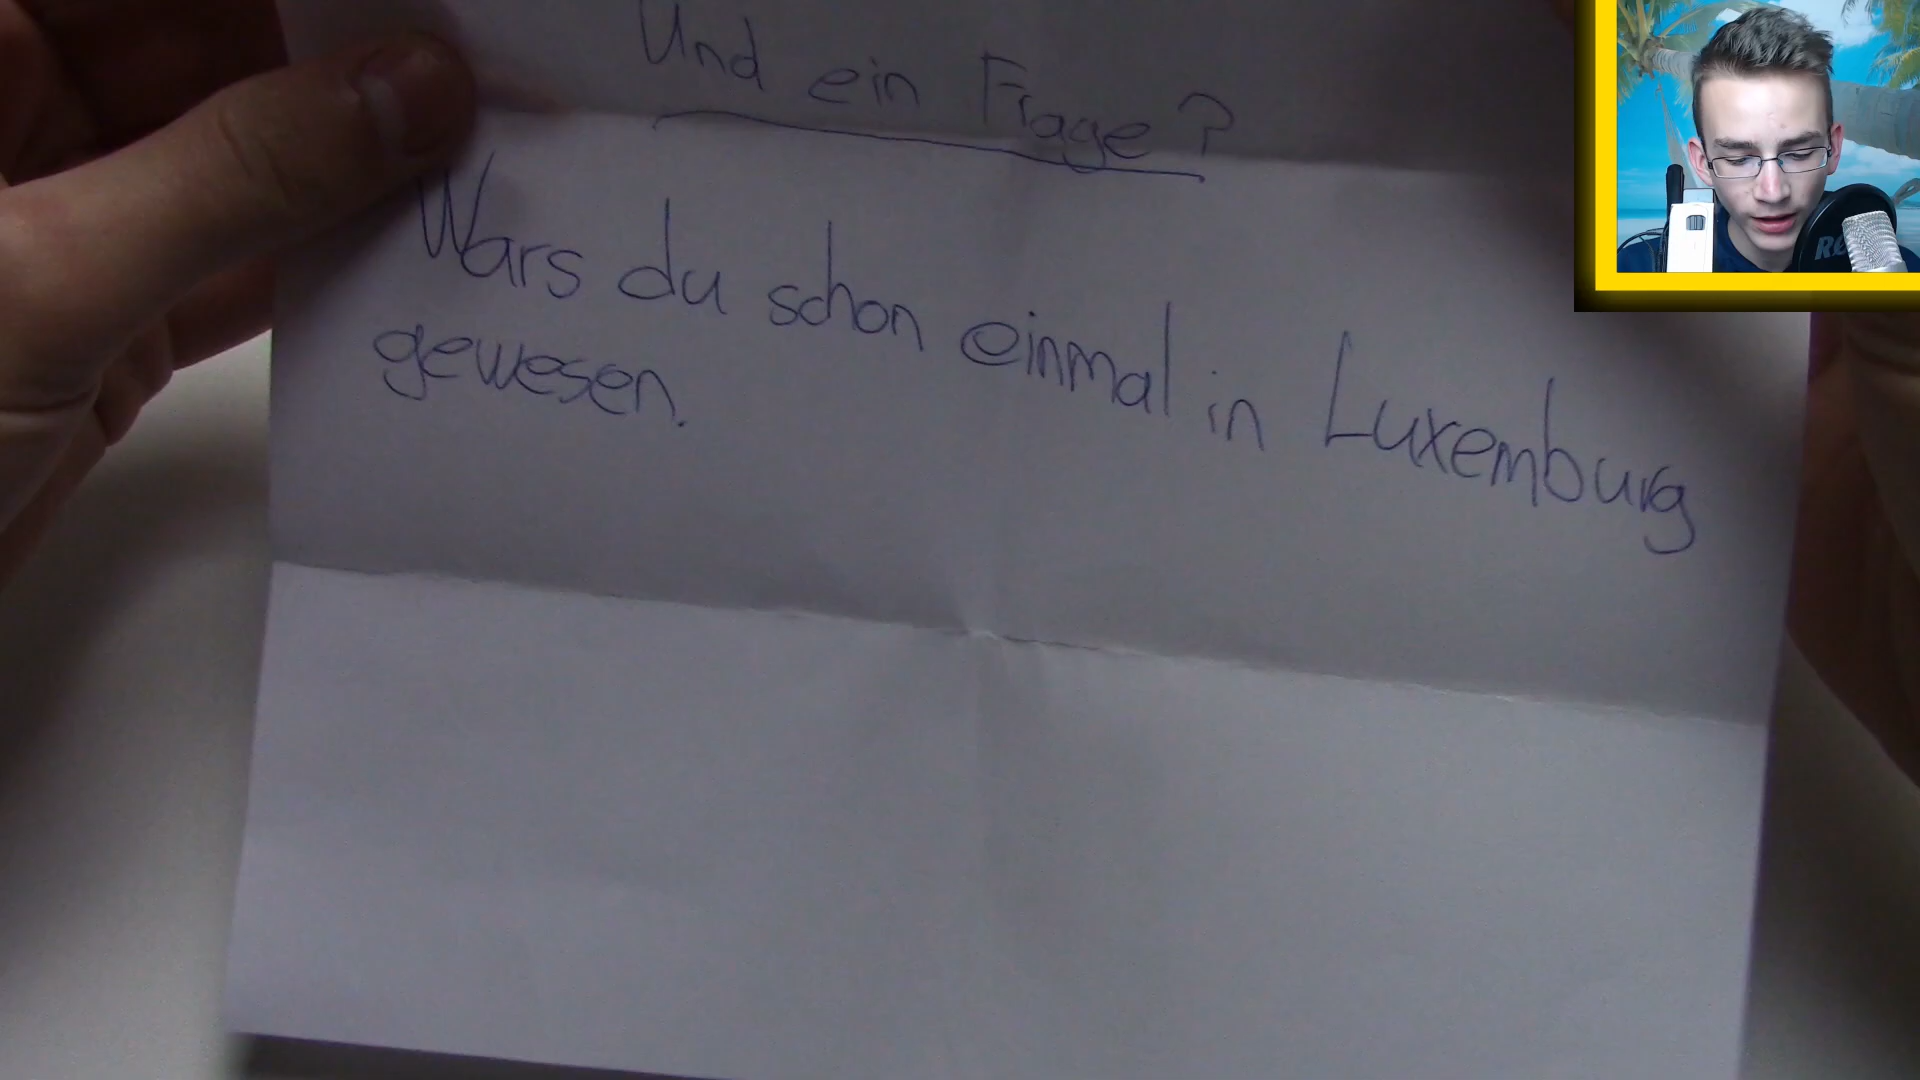 Und ein Frage?
Wars du schon einmal in Luxemburg
gewesen.